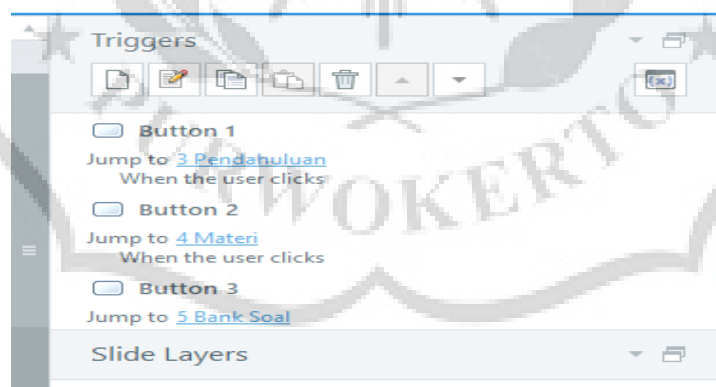 Triggers
(x)
Button 1
Jump to 3 Pendahuluan
When the user clicks
Button 2
Jump to 4 Materi
When the user clicks
Button 3
Jump to 5 Bank Soal
Slide Layers
PURWOKERTO